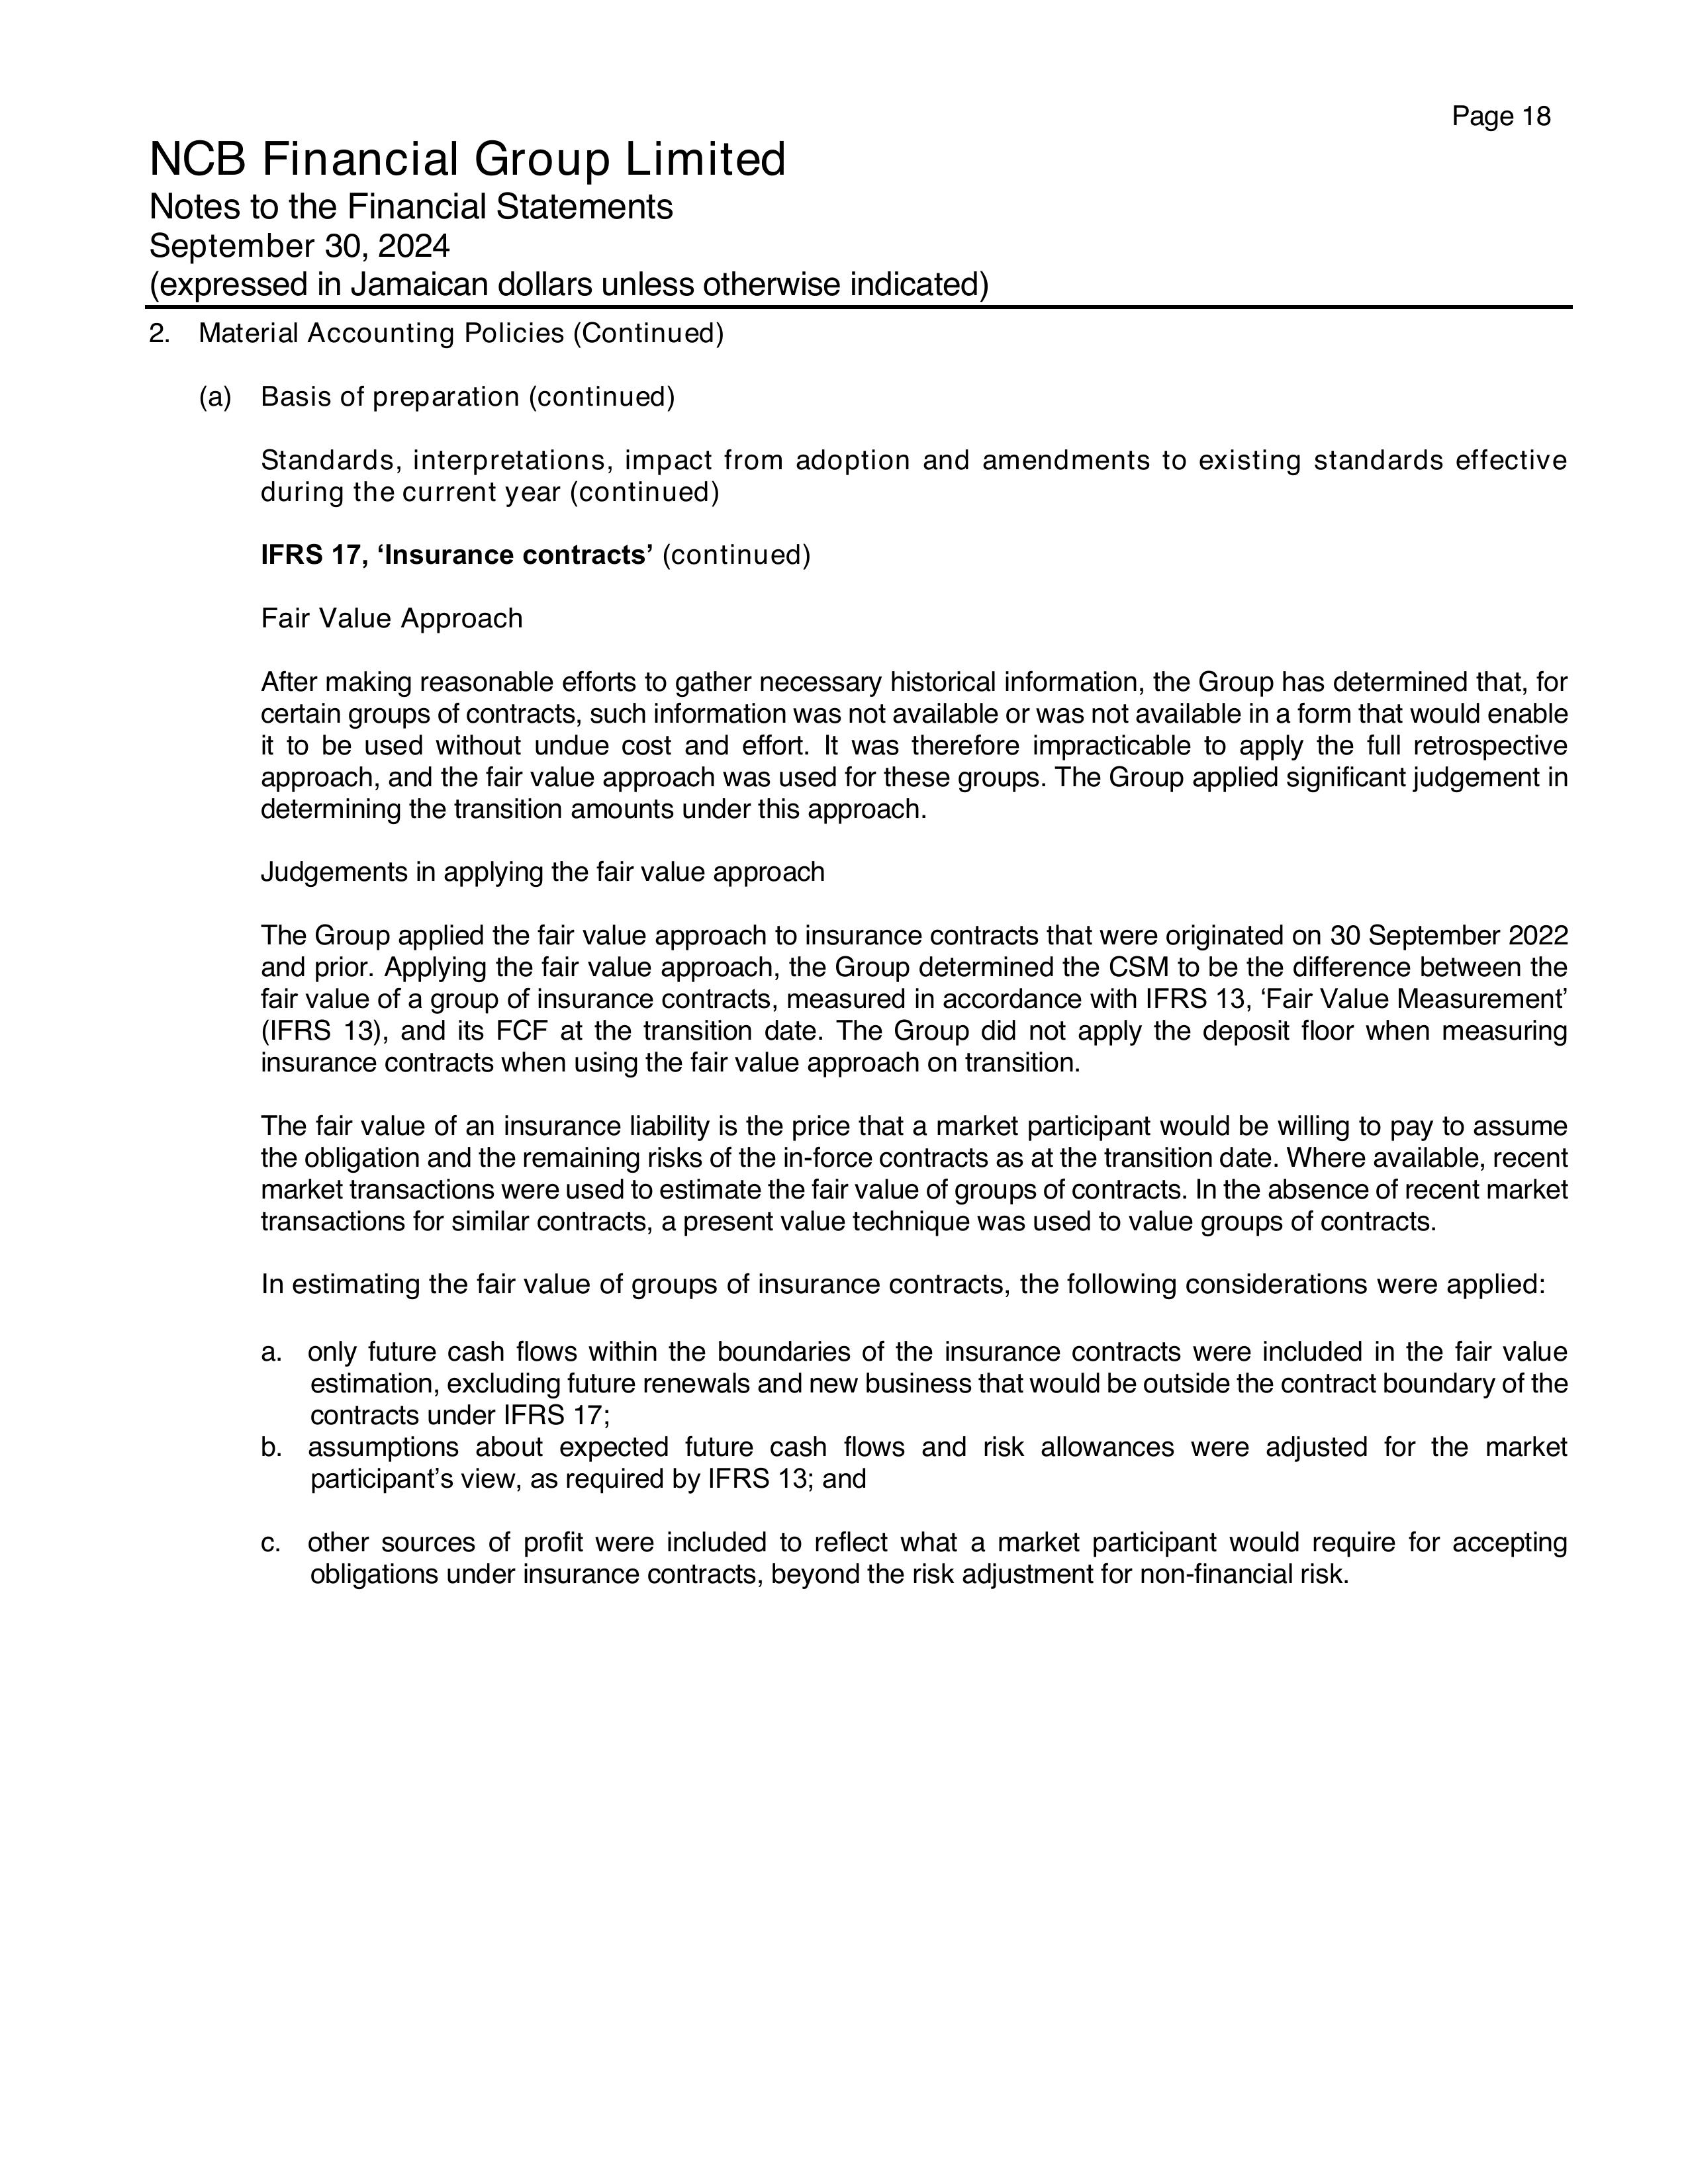 Page 18
NCB Financial Group Limited
Notes to the Financial Statements
September 30, 2024
(expressed in Jamaican dollars unless otherwise indicated)
2. Material Accounting Policies (Continued)
(a) Basis of preparation (continued)
Standards, interpretations, impact from adoption and amendments to existing standards effective
during the current year (continued)
IFRS 17, ‘Insurance contracts’ (continued)
Fair Value Approach
After making reasonable efforts to gather necessary historical information, the Group has determined that, for
certain groups of contracts, such information was not available or was not available in a form that would enable
it to be used without undue cost and effort. It was therefore impracticable to apply the full retrospective
approach, and the fair value approach was used for these groups. The Group applied significant judgement in
determining the transition amounts under this approach.
Judgements in applying the fair value approach
The Group applied the fair value approach to insurance contracts that were originated on 30 September 2022
and prior. Applying the fair value approach, the Group determined the CSM to be the difference between the
fair value of a group of insurance contracts, measured in accordance with IFRS 13, ‘Fair Value Measurement’
(IFRS 13), and its FCF at the transition date. The Group did not apply the deposit floor when measuring
insurance contracts when using the fair value approach on transition.
The fair value of an insurance liability is the price that a market participant would be willing to pay to assume
the obligation and the remaining risks of the in-force contracts as at the transition date. Where available, recent
market transactions were used to estimate the fair value of groups of contracts. In the absence of recent market
transactions for similar contracts, a present value technique was used to value groups of contracts.
In estimating the fair value of groups of insurance contracts, the following considerations were applied:
a. only future cash flows within the boundaries of the insurance contracts were included in the fair value
estimation, excluding future renewals and new business that would be outside the contract boundary of the
contracts under IFRS 17;
b. assumptions about expected future cash flows and risk allowances were adjusted for the market
participant’s view, as required by IFRS 13; and
c. other sources of profit were included to reflect what a market participant would require for accepting
obligations under insurance contracts, beyond the risk adjustment for non-financial risk.